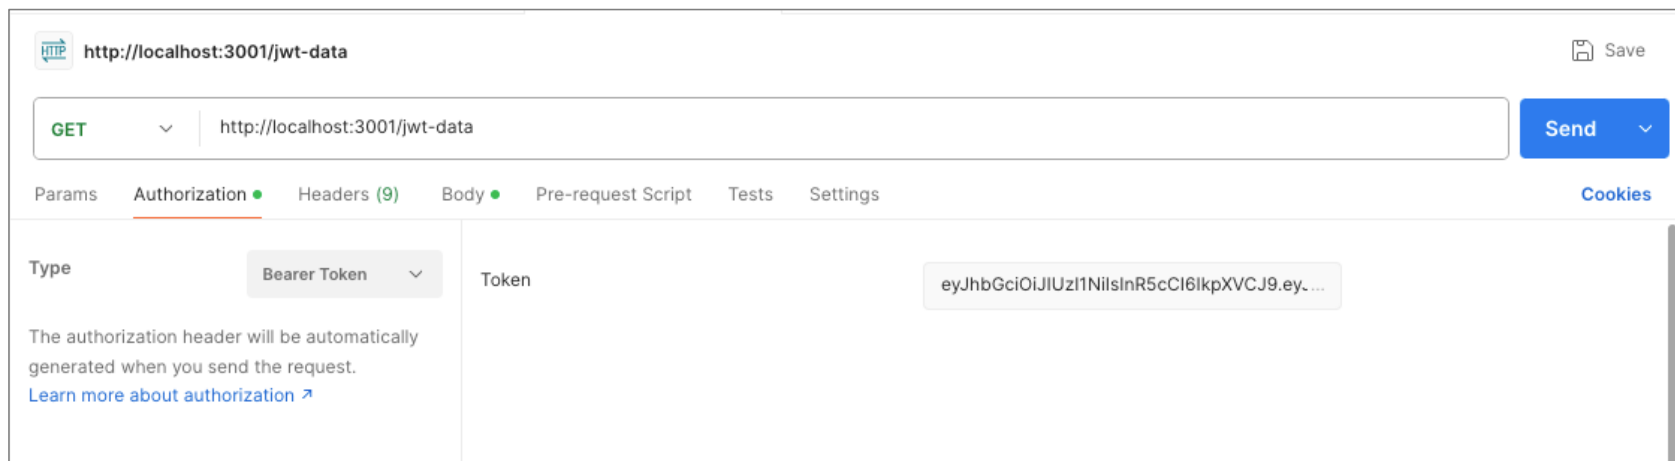 HTTP http://localhost:3001/jwt-data Save
GET http://localhost:3001/jwt-data Send
Params Authorization Headers (9) Body Pre-request Script Tests Settings Cookies
Type Bearer Token
The authorization header will be automatically
generated when you send the request.
Learn more about authorization ↗
Token eyJhbGciOiJIUzI1NiIsInR5cCI6IkpXVCJ9.ey...